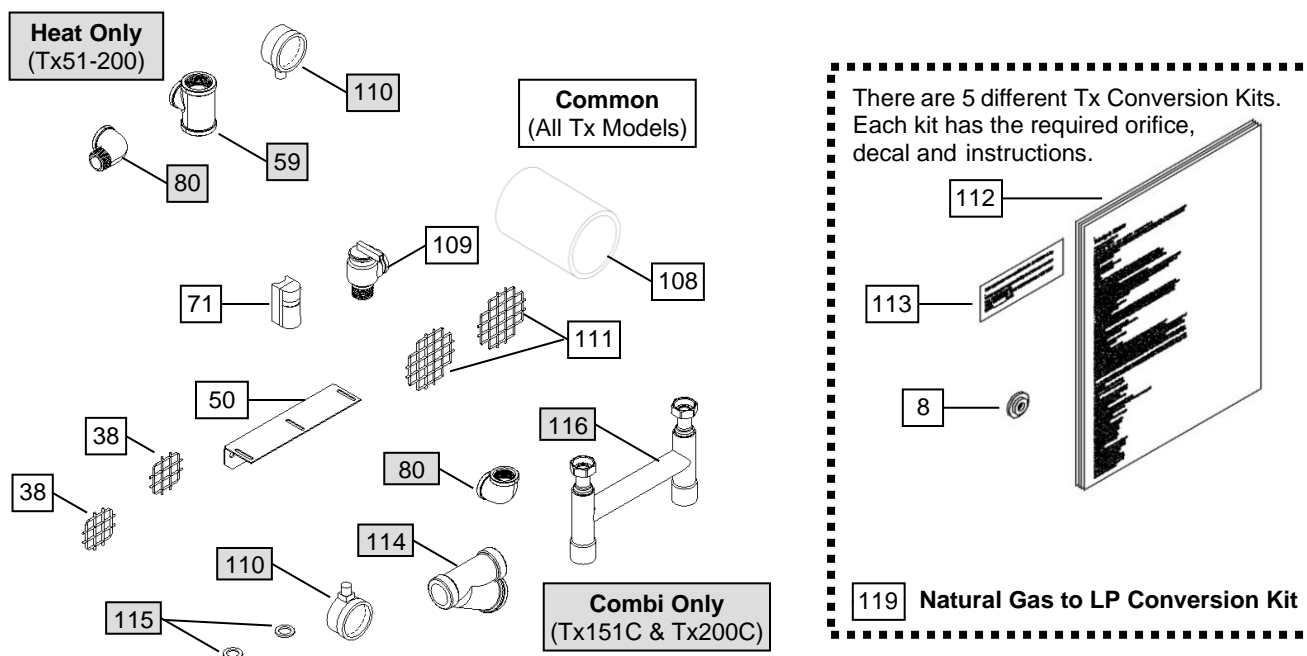 Heat Only
(Tx51-200)
110
59
80
Common
(All Tx Models)
109
108
71
111
50
38
38
116
80
114
110
115
Combi Only
(Tx151C & Tx200C)
There are 5 different Tx Conversion Kits.
Each kit has the required orifice,
decal and instructions.
112
113
8
119 Natural Gas to LP Conversion Kit